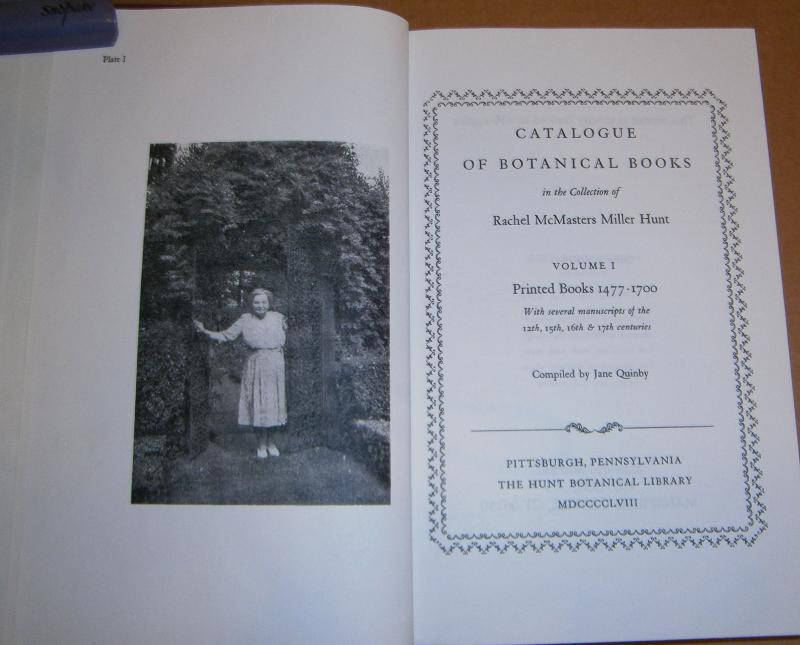 Plate I
CATALOGUE
OF BOTANICAL BOOKS
in the Collection of
Rachel McMasters Miller Hunt
VOLUME I
Printed Books 1477-1700
With several manuscripts of the
12th, 15th, 16th & 17th centuries
Compiled by Jane Quinby
PITTSBURGH, PENNSYLVANIA
THE HUNT BOTANICAL LIBRARY
MDCCCCLVIII